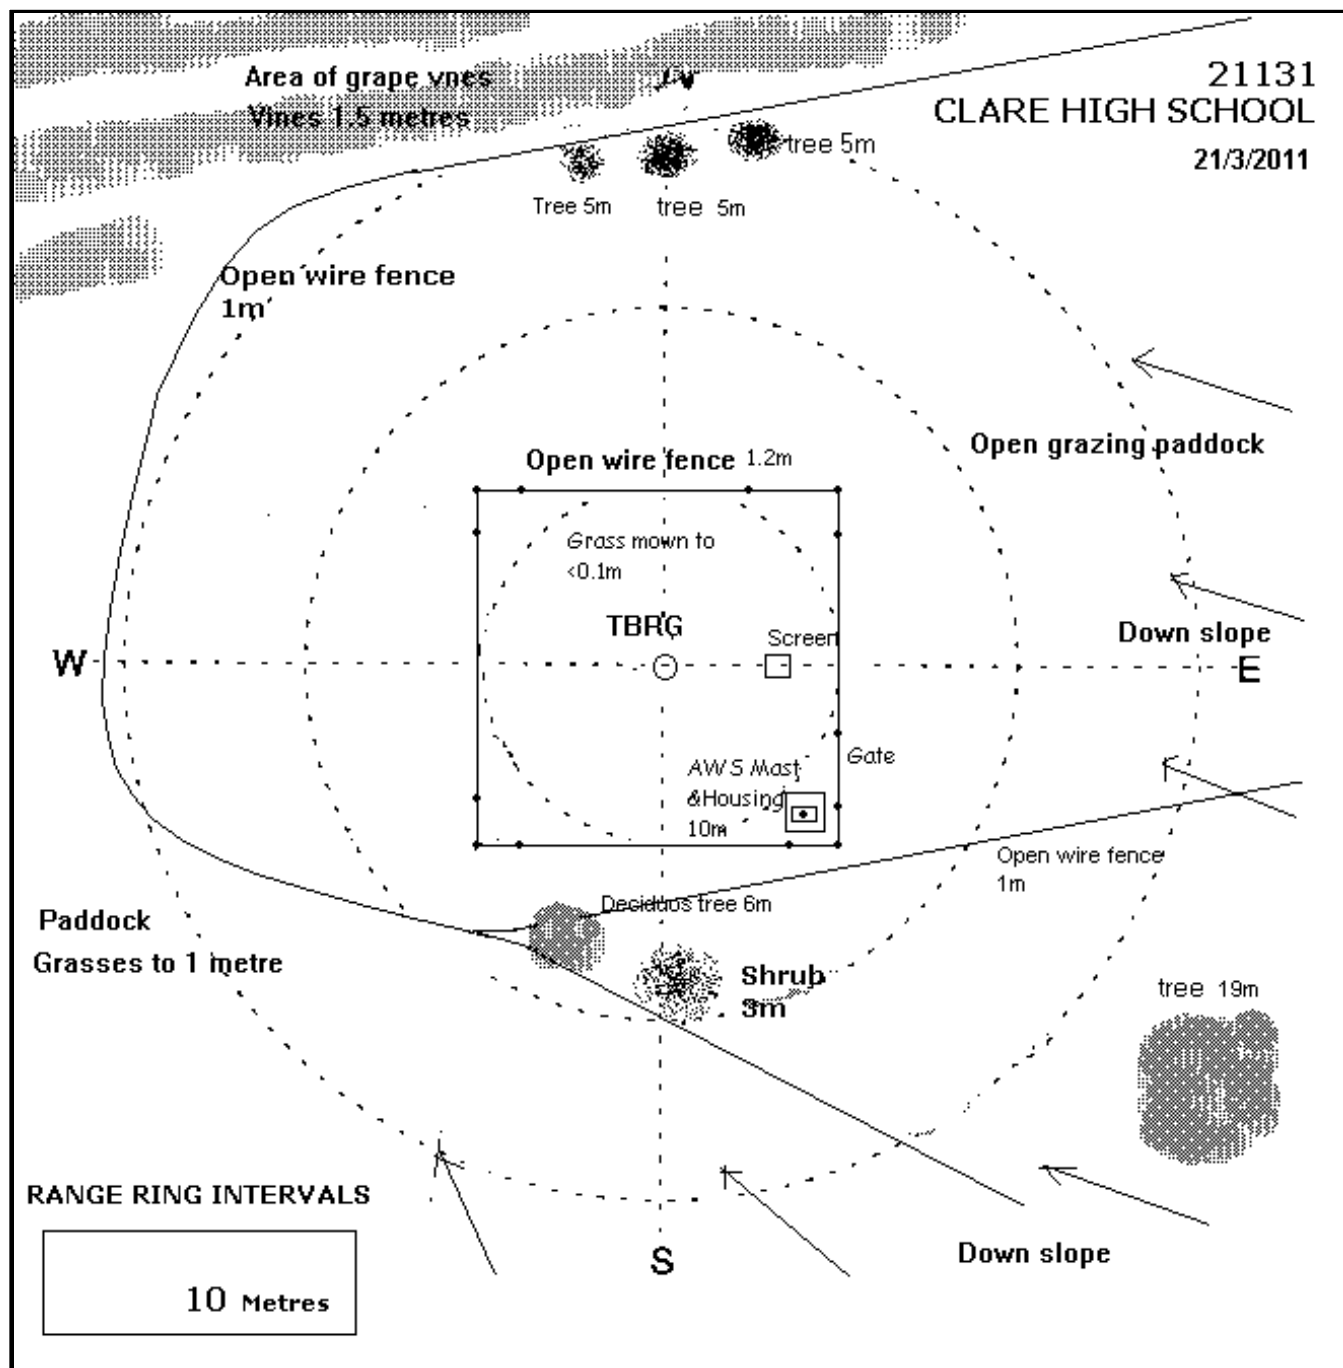 Area of grape vnes
Vines 1.5 metres
21131
CLARE HIGH SCHOOL
21/3/2011
tree 5m
Tree 5m
tree 5m
Open wire fence
1m
Open grazing paddock
Open wire fence 1.2m
Grass mown to
<0.1m
TBRG
Screen
Down slope
W
E
Gate
AWS Mast
&Housing
10m
Open wire fence
1m
Deciduos tree 6m
Paddock
Grasses to 1 metre
Shrub
3m
tree 19m
RANGE RING INTERVALS
10 Metres
S
Down slope